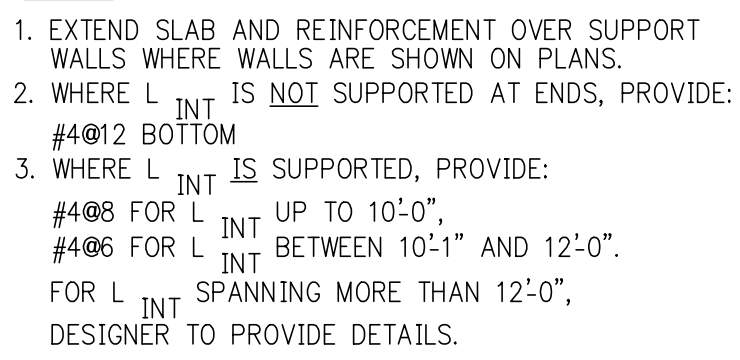 1. EXTEND SLAB AND REINFORCEMENT OVER SUPPORT
WALLS WHERE WALLS ARE SHOWN ON PLANS.
2. WHERE L INT IS NOT SUPPORTED AT ENDS, PROVIDE:
#4@12 BOTTOM
3. WHERE L INT IS SUPPORTED, PROVIDE:
#4@8 FOR L INT UP TO 10'-0",
#4@6 FOR L INT BETWEEN 10'-1" AND 12'-0".
FOR L INT SPANNING MORE THAN 12'-0",
DESIGNER TO PROVIDE DETAILS.